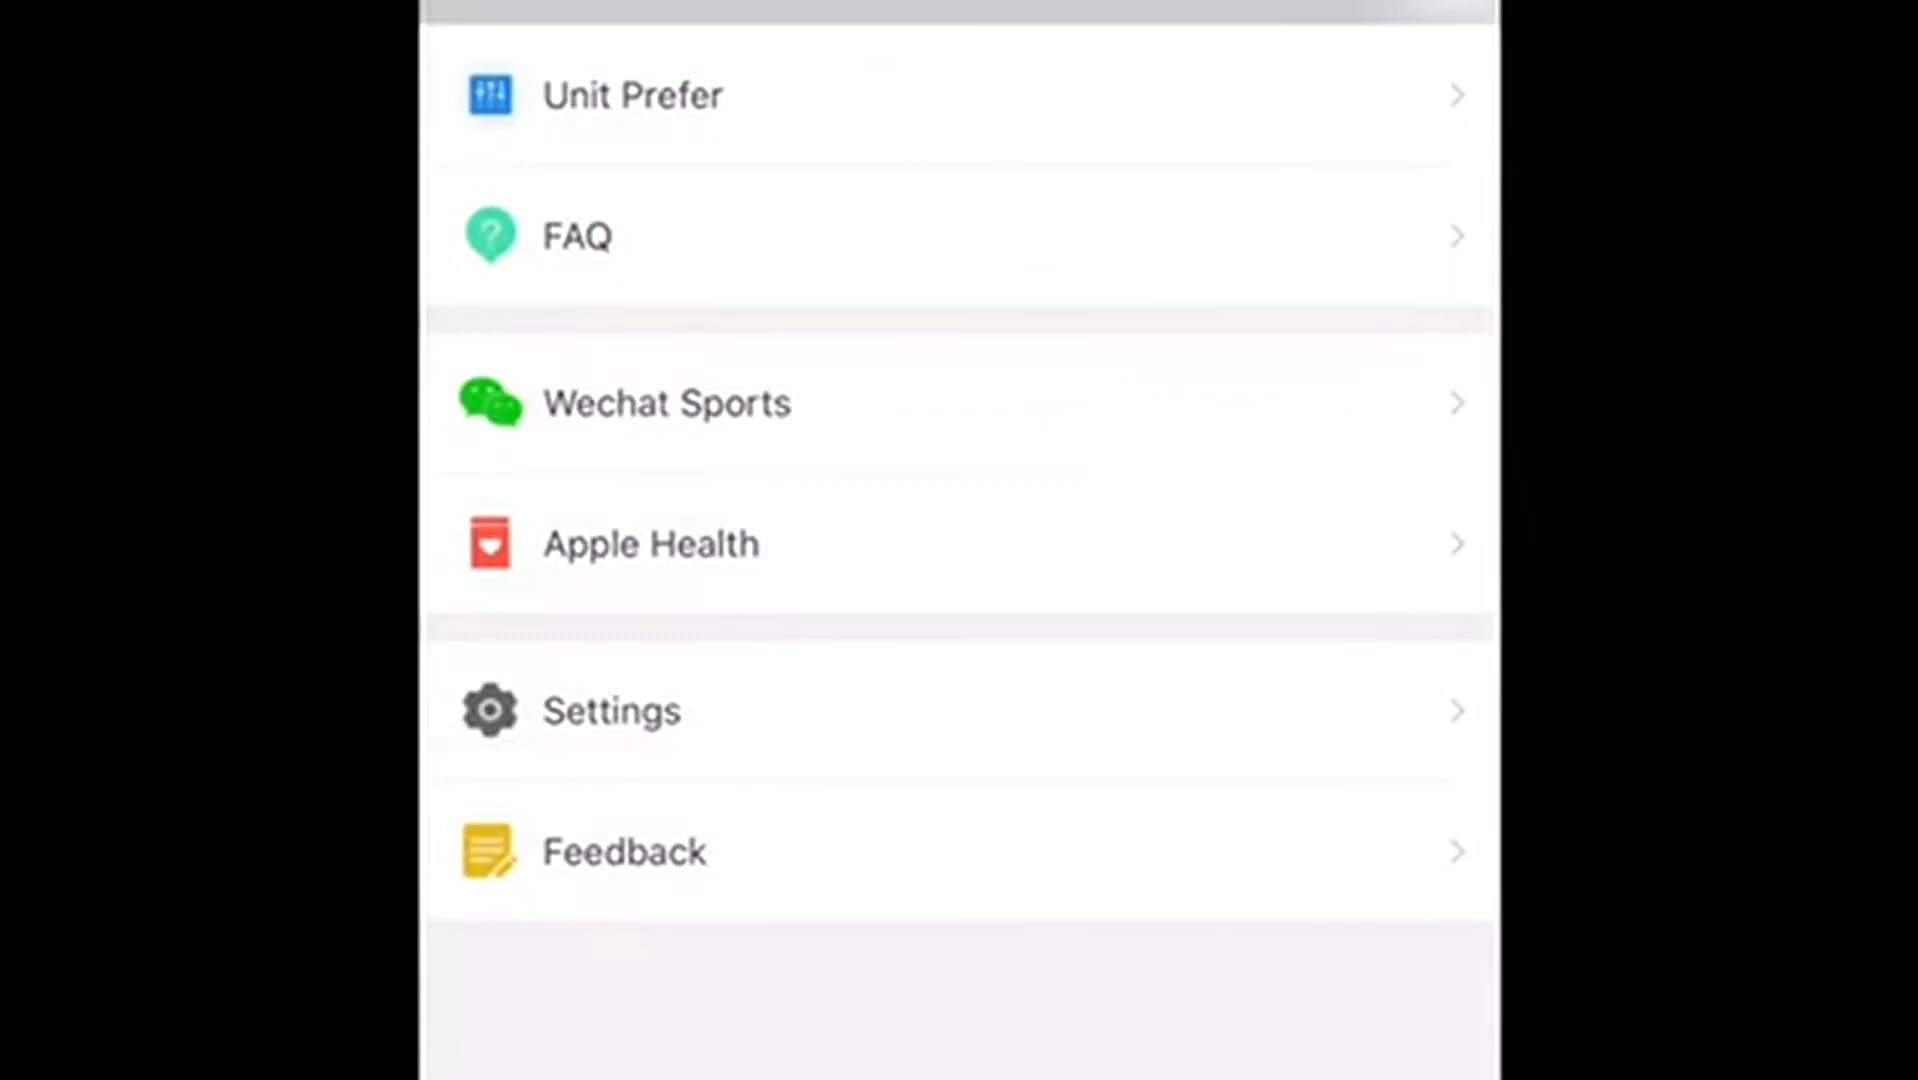 Unit Prefer
FAQ
Wechat Sports
Apple Health
Settings
Feedback